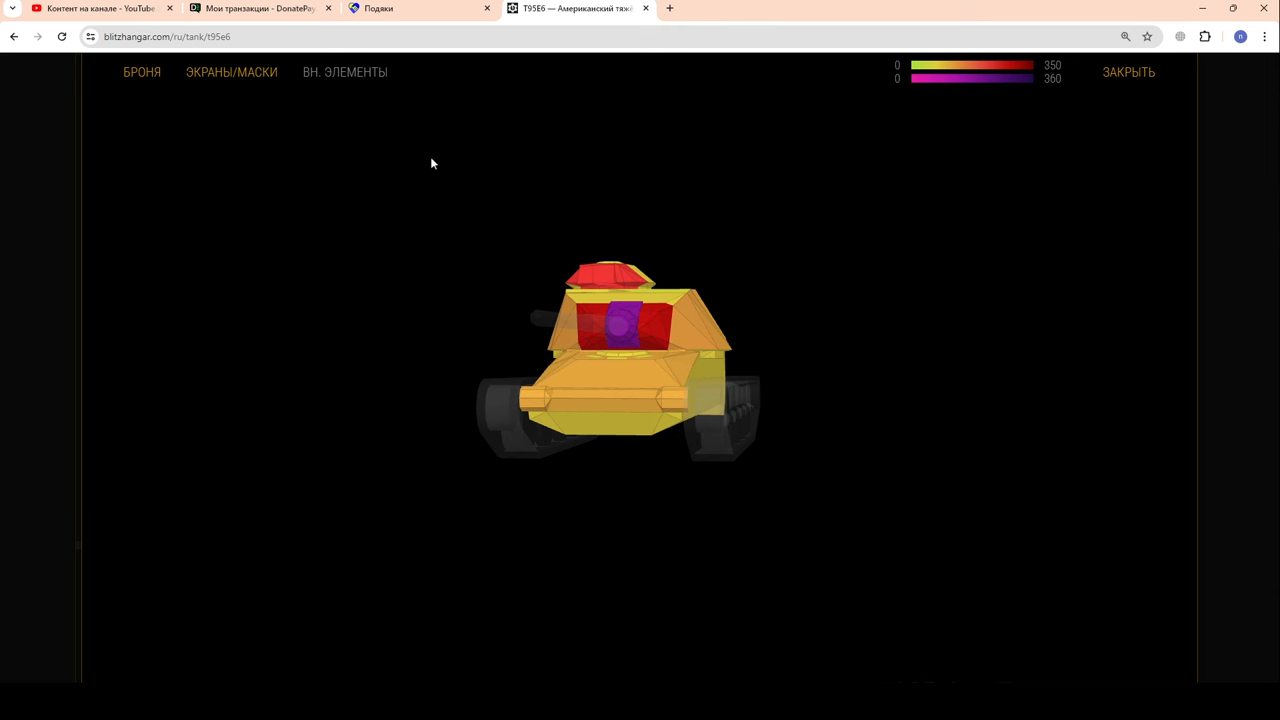 Контент на канале - YouTube
Мои транзакции - DonatePay
Подяки
T95E6 — Американский тяжё
blitzhangar.com/ru/tank/t95e6
n
БРОНЯ ЭКРАНЫ/МАСКИ ВН. ЭЛЕМЕНТЫ
0 350
0 360
ЗАКРЫТЬ